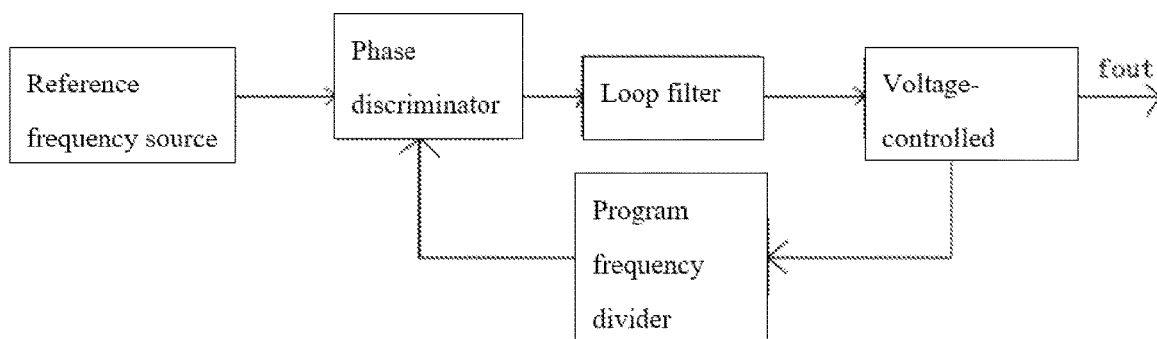 Reference
frequency source
Phase
discriminator
Loop filter
Voltage-
controlled
fout
Program
frequency
divider